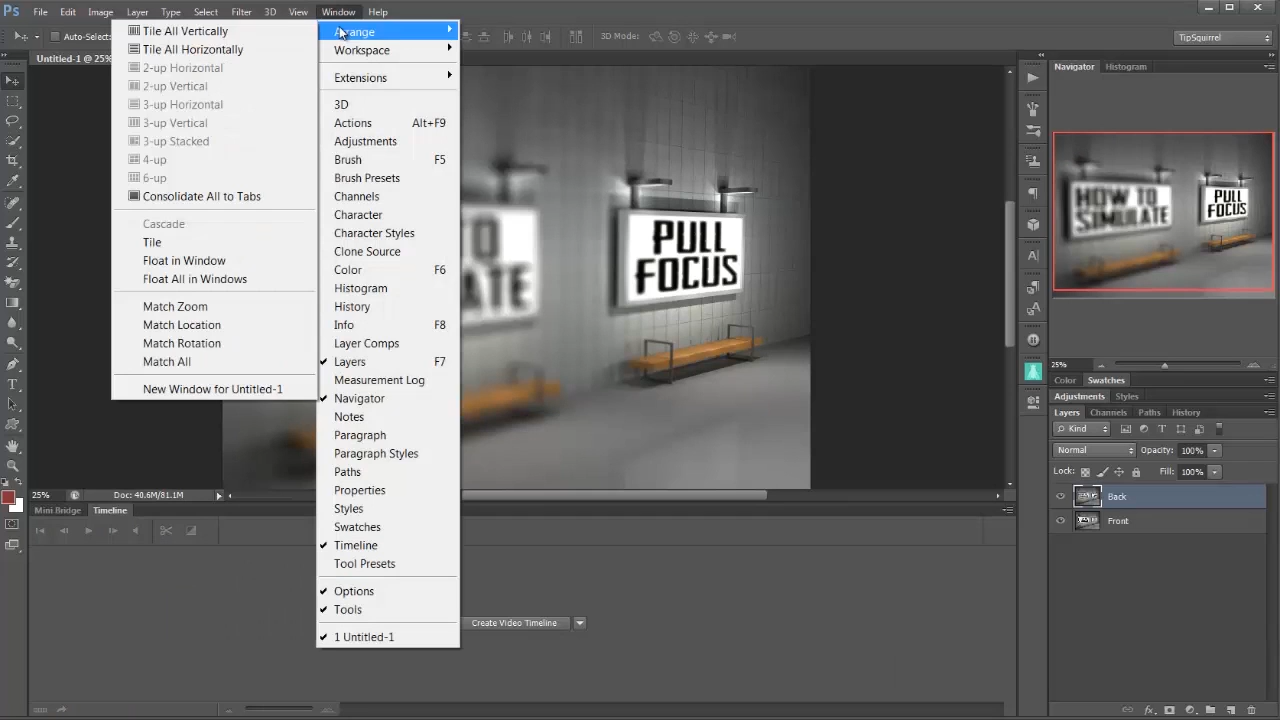 Ps File Edit Image Layer Type Select Filter 3D View Window Help
Auto-Select:
3D Mode:
TipSquirrel
Untitled-1 @ 25%
Tile All Vertically
Tile All Horizontally
2-up Horizontal
2-up Vertical
3-up Horizontal
3-up Vertical
3-up Stacked
4-up
6-up
Consolidate All to Tabs
Cascade
Tile
Float in Window
Float All in Windows
Match Zoom
Match Location
Match Rotation
Match All
New Window for Untitled-1
Arrange
Workspace
Extensions
3D
Actions Alt+F9
Adjustments
Brush F5
Brush Presets
Channels
Character
Character Styles
Clone Source
Color F6
Histogram
History
Info F8
Layer Comps
Layers F7
Measurement Log
Navigator
Notes
Paragraph
Paragraph Styles
Paths
Properties
Styles
Swatches
Timeline
Tool Presets
Options
Tools
1 Untitled-1
PULL
FOCUS
Navigator Histogram
HOW TO
SIMULATE
PULL
FOCUS
25%
Color Swatches
Adjustments Styles
Layers Channels Paths History
Kind
Normal Opacity: 100%
Lock: Fill: 100%
Back
Front
25% Doc: 40.6M/81.1M
Mini Bridge Timeline
Create Video Timeline